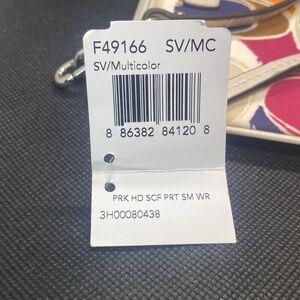 F49166 SV/MC
SV/Multicolor
8 86382 84120 8
PRK HD SCF PRT SM WR
3H00080438